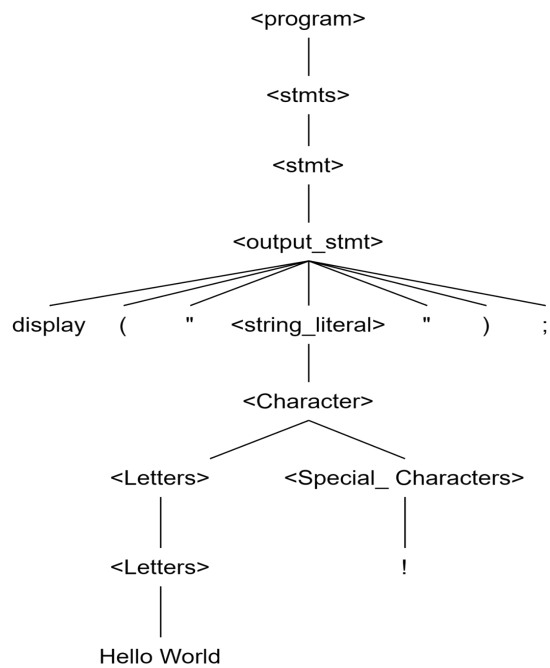 <program>
<stmts>
<stmt>
<output_stmt>
display ( " <string_literal> " ) ;
<Character>
<Letters> <Special_ Characters>
<Letters> !
Hello World